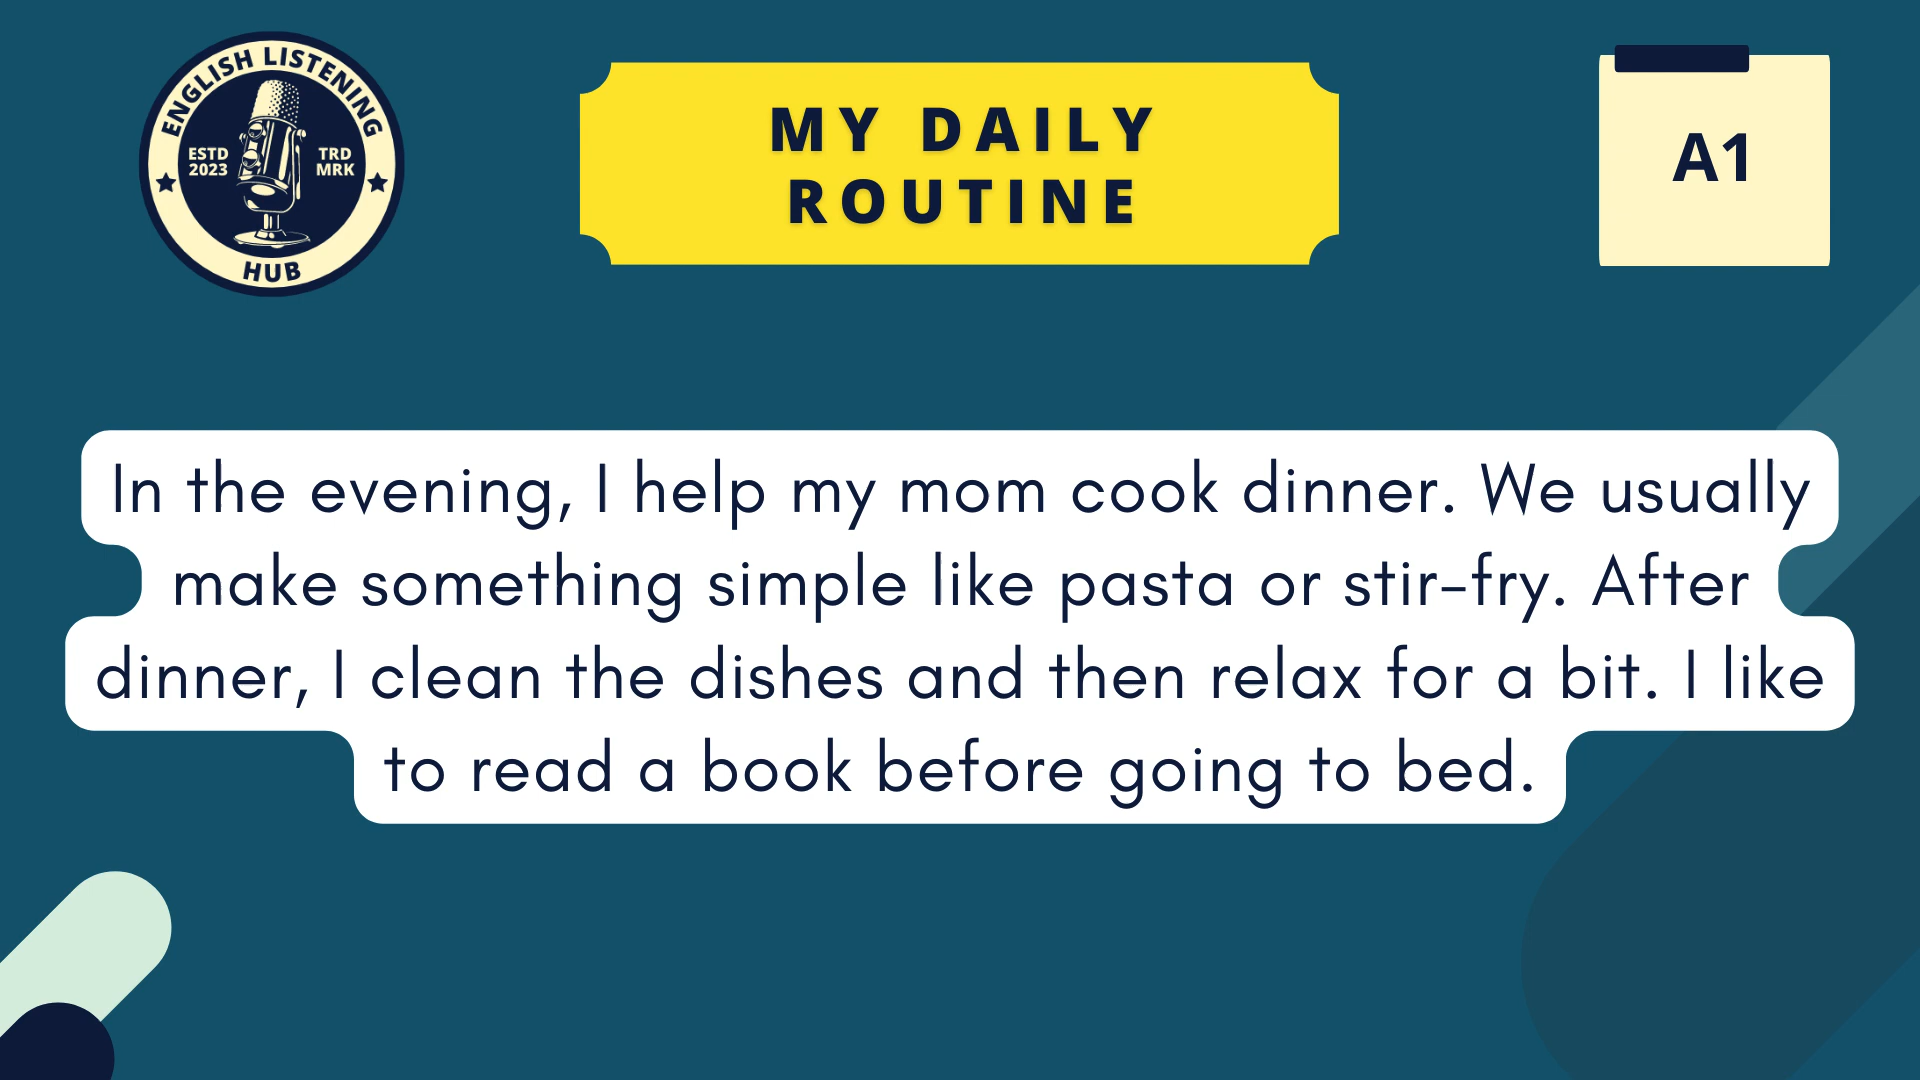 ENGLISH LISTENING
ESTD
2023
TRD
MRK
HUB
MY DAILY
ROUTINE
A1
In the evening, I help my mom cook dinner. We usually
make something simple like pasta or stir-fry. After
dinner, I clean the dishes and then relax for a bit. I like
to read a book before going to bed.